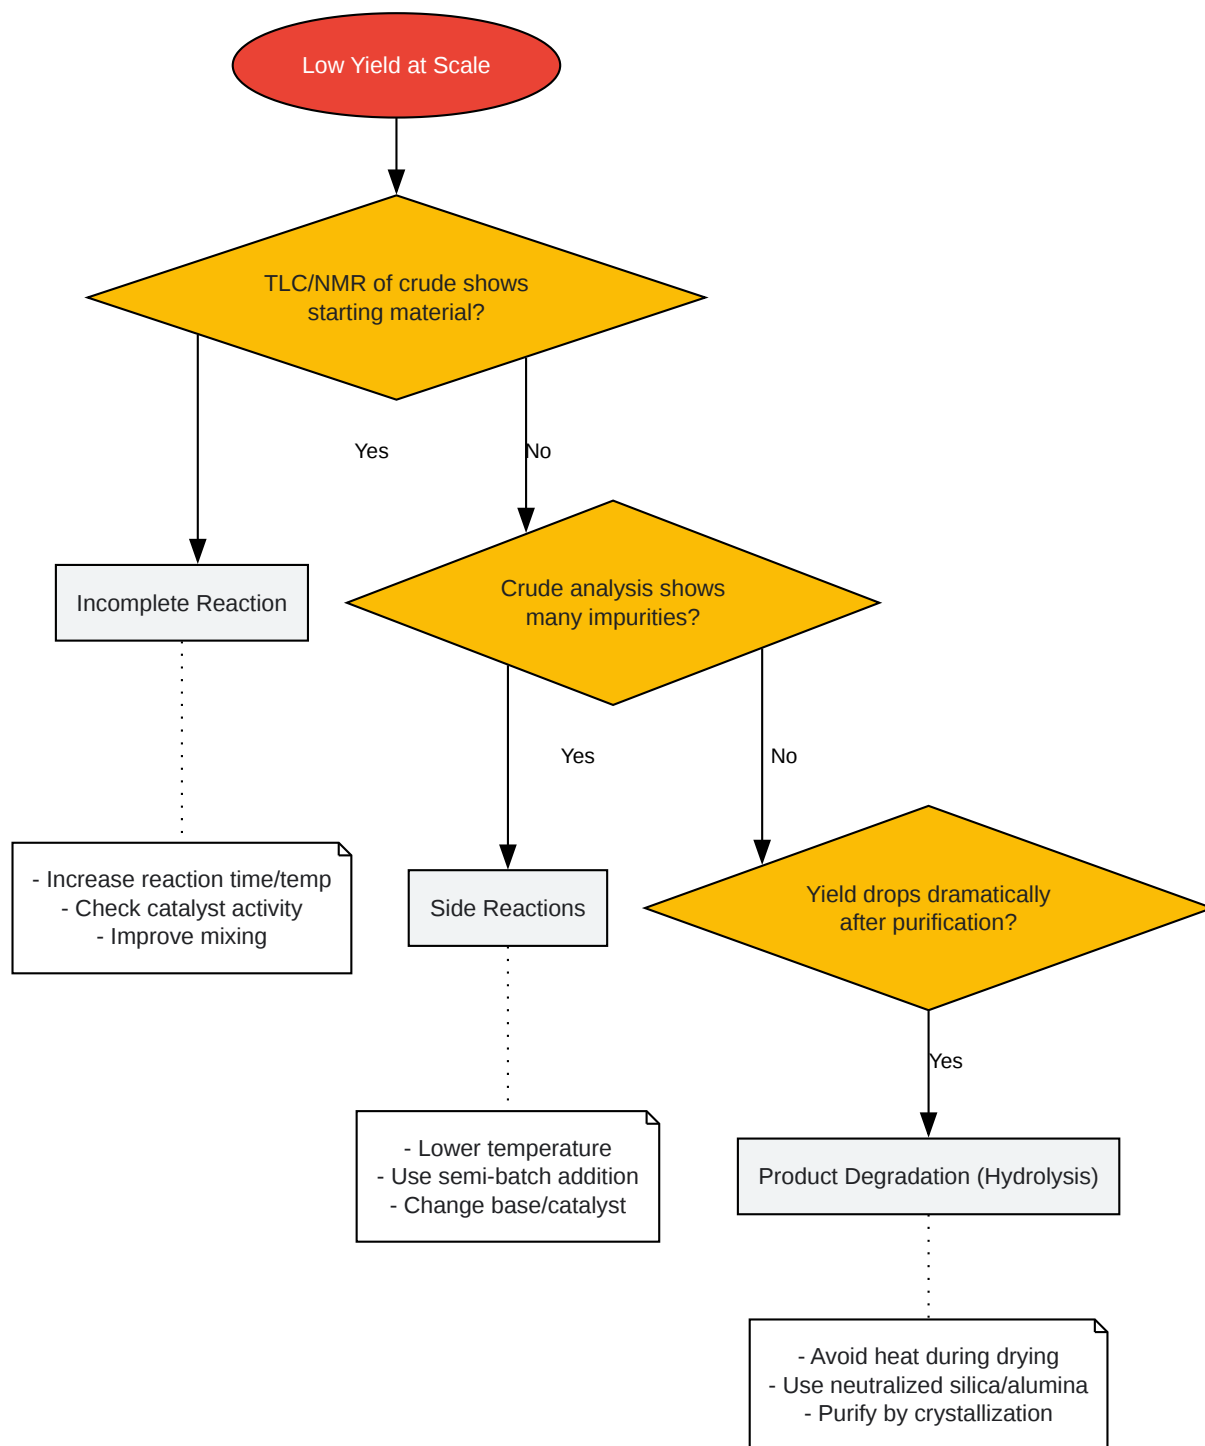 Low Yield at Scale
TLC/NMR of crude shows
starting material?
Yes
No
Incomplete Reaction
Crude analysis shows
many impurities?
- Increase reaction time/temp
- Check catalyst activity
- Improve mixing
Yes
No
Side Reactions
Yield drops dramatically
after purification?
- Lower temperature
- Use semi-batch addition
- Change base/catalyst
Yes
Product Degradation (Hydrolysis)
- Avoid heat during drying
- Use neutralized silica/alumina
- Purify by crystallization